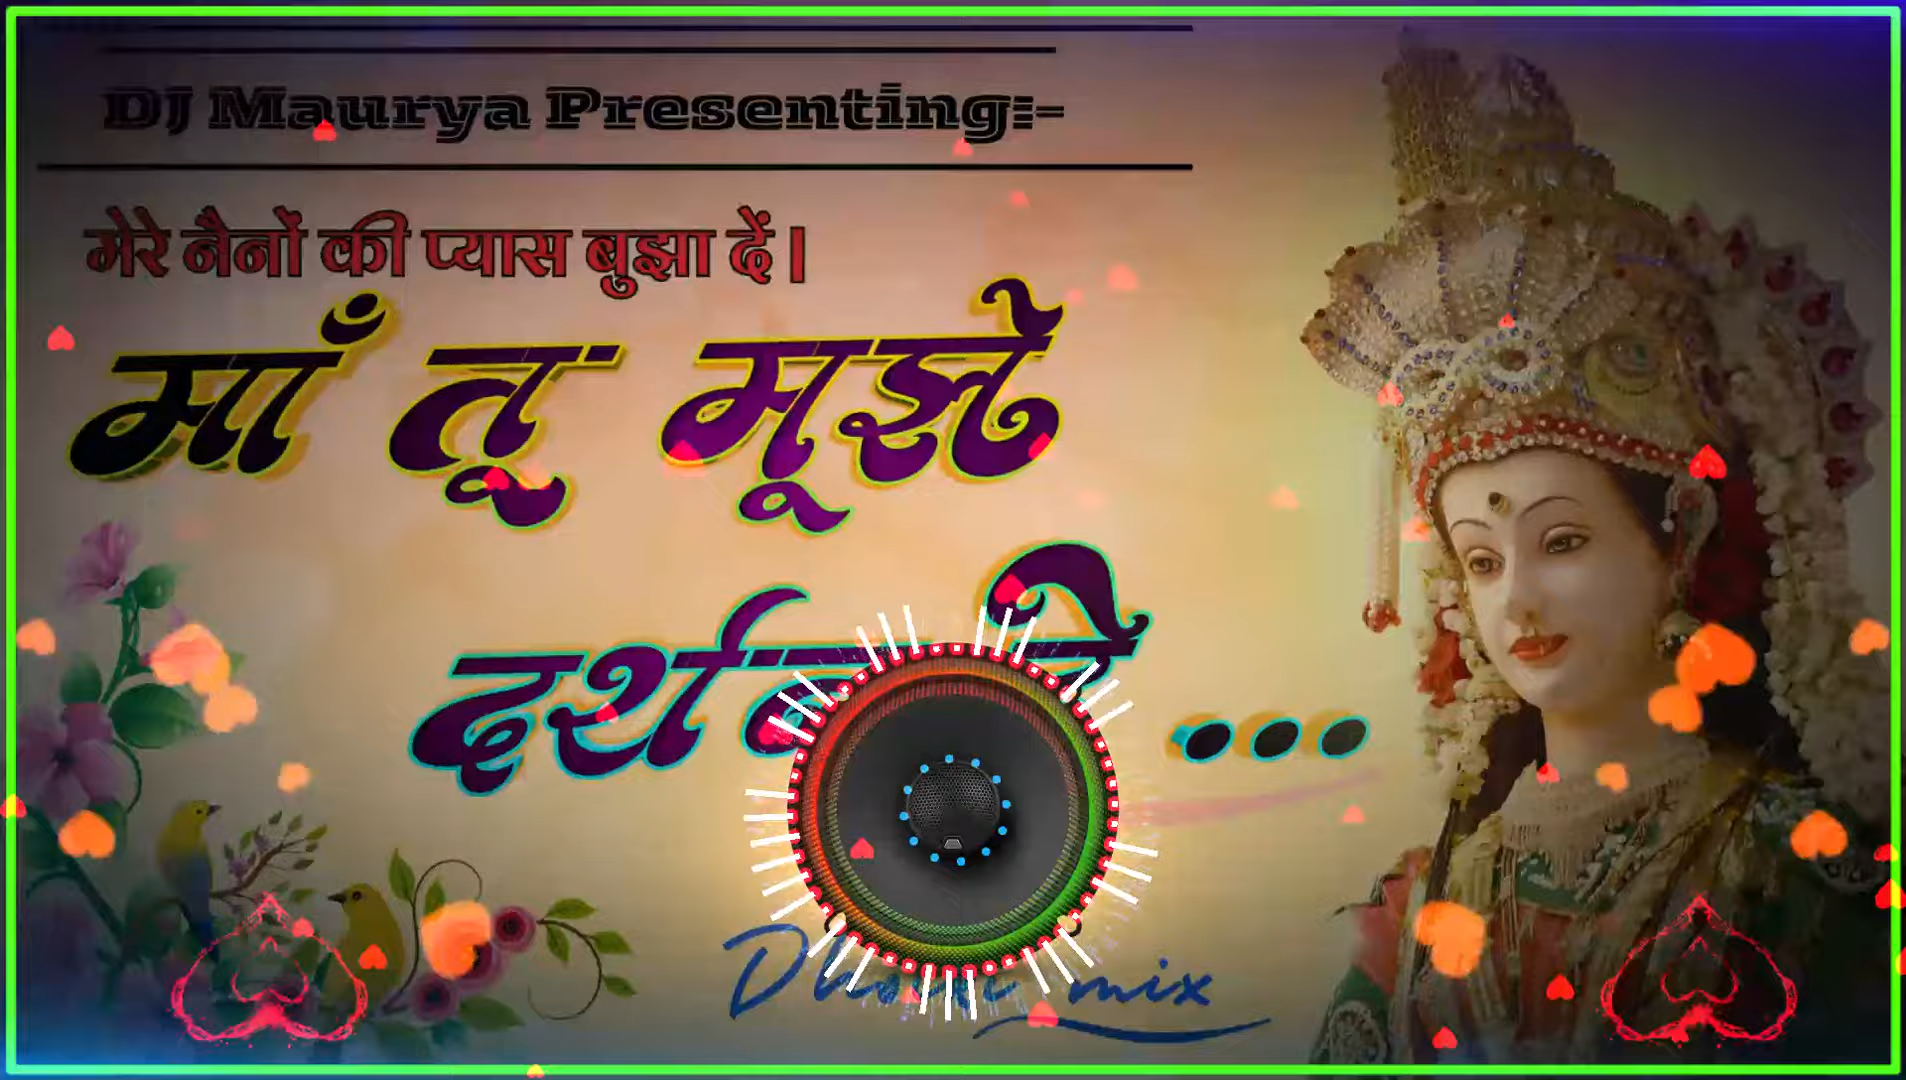 DJ Maurya Presenting:-
मेरे नैनों की प्यास बुझा दें।
माँ तू मूझे
...
mix